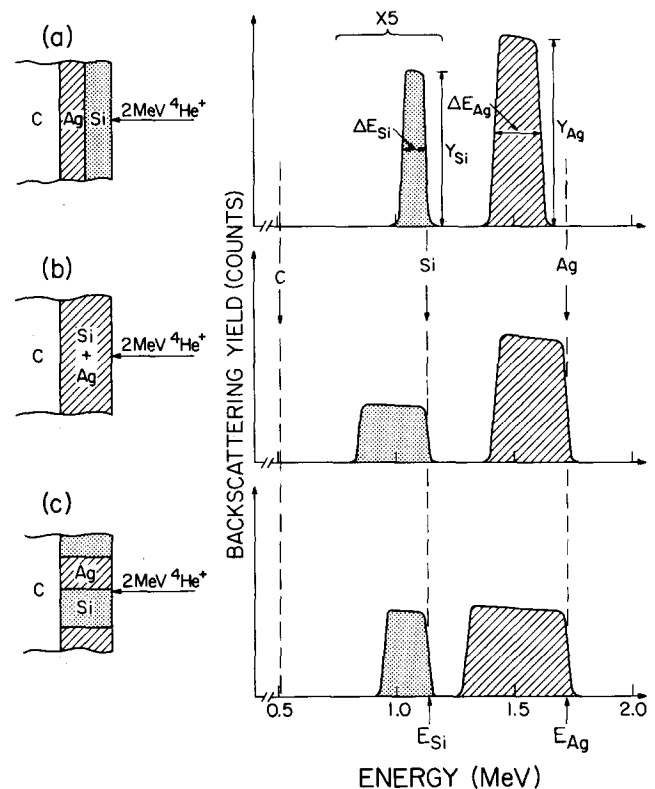 (a)
C
Ag
Si
2MeV ⁴He⁺
X5
ΔE_Si
Y_Si
ΔE_Ag
Y_Ag
(b)
C
Si
+
Ag
2MeV ⁴He⁺
C
Si
Ag
(c)
C
Ag
Si
2MeV ⁴He⁺
BACKSCATTERING YIELD (COUNTS)
0.5
1.0
1.5
2.0
E_Si
E_Ag
ENERGY (MeV)